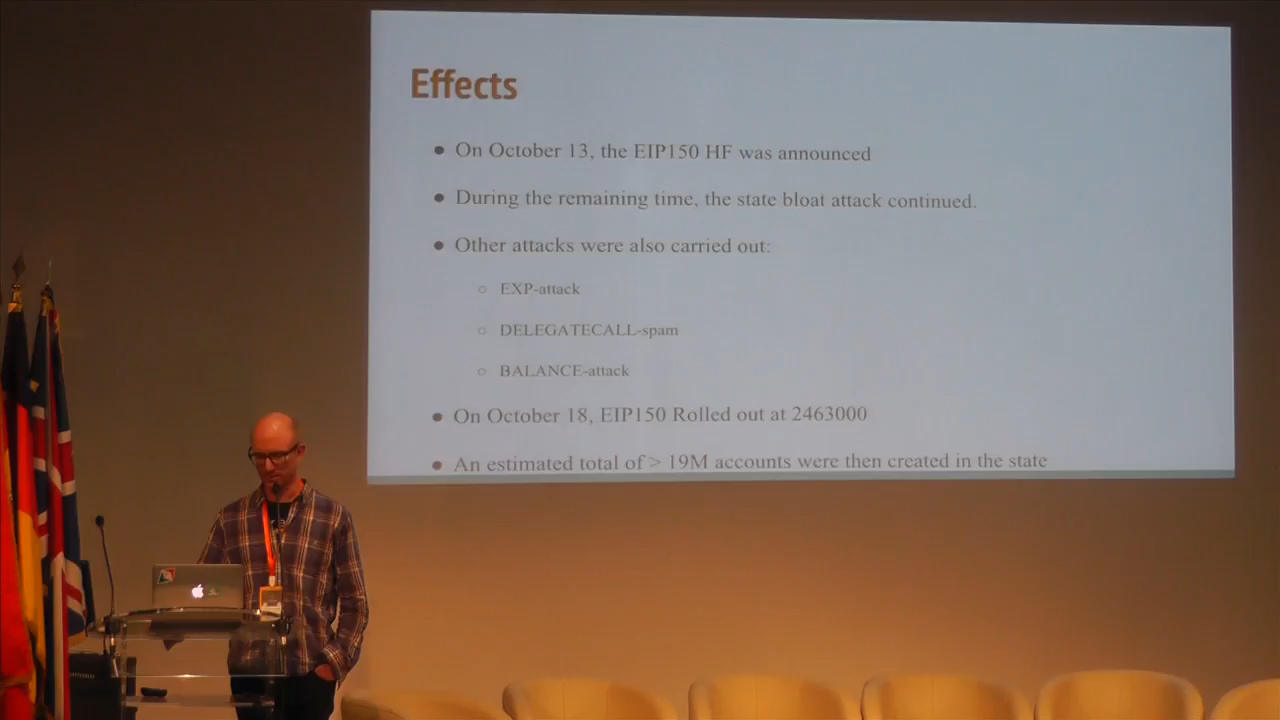 Effects
● On October 13, the EIP150 HF was announced
● During the remaining time, the state bloat attack continued.
● Other attacks were also carried out:
○ EXP-attack
○ DELEGATECALL-spam
○ BALANCE-attack
● On October 18, EIP150 Rolled out at 2463000
● An estimated total of > 19M accounts were then created in the state